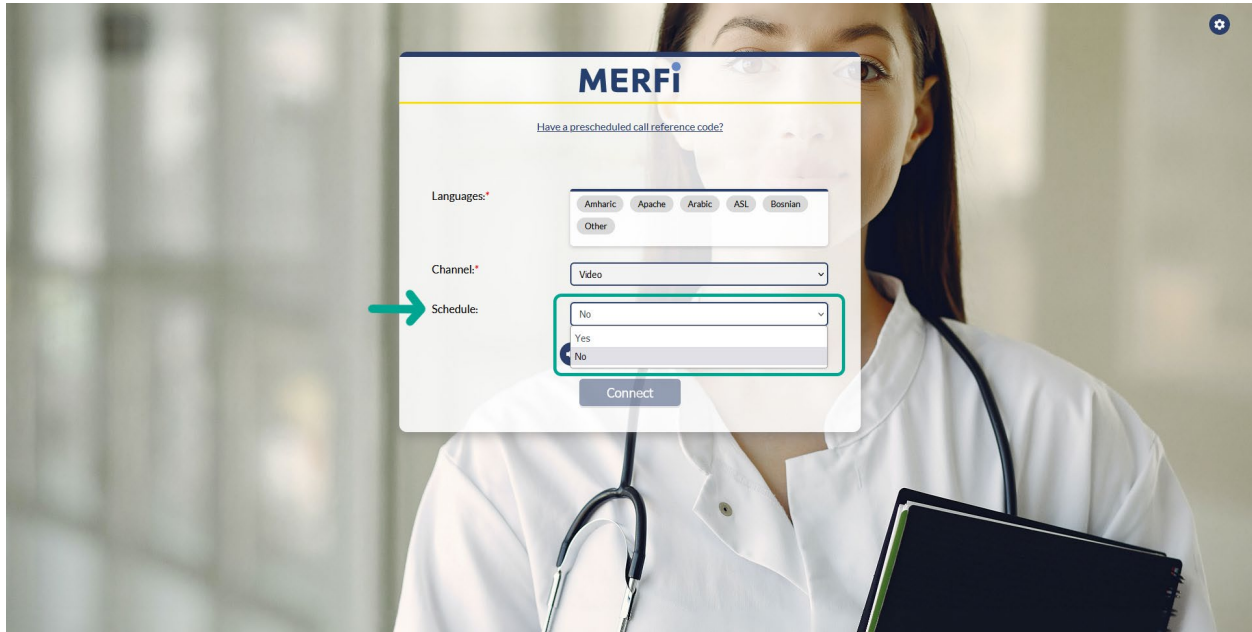 MERFi
Have a prescheduled call reference code?
Languages:*
Amharic Apache Arabic ASL Bosnian
Other
Channel:*
Video
Schedule:
No
Yes
No
Connect